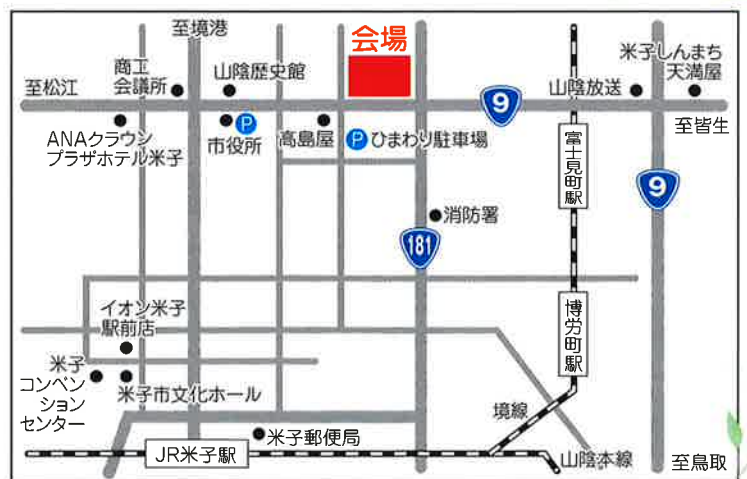 至境港
会場
商工
会議所
山陰歴史館
米子しんまち
天満屋
至松江
山陰放送
9
ANAクラウン
プラザホテル米子
P
市役所
高島屋
P ひまわり駐車場
至皆生
富士見町駅
9
消防署
181
イオン米子
駅前店
博労町駅
米子
コンベン
ション
センター
米子市文化ホール
境線
米子郵便局
JR米子駅
山陰本線
至鳥取